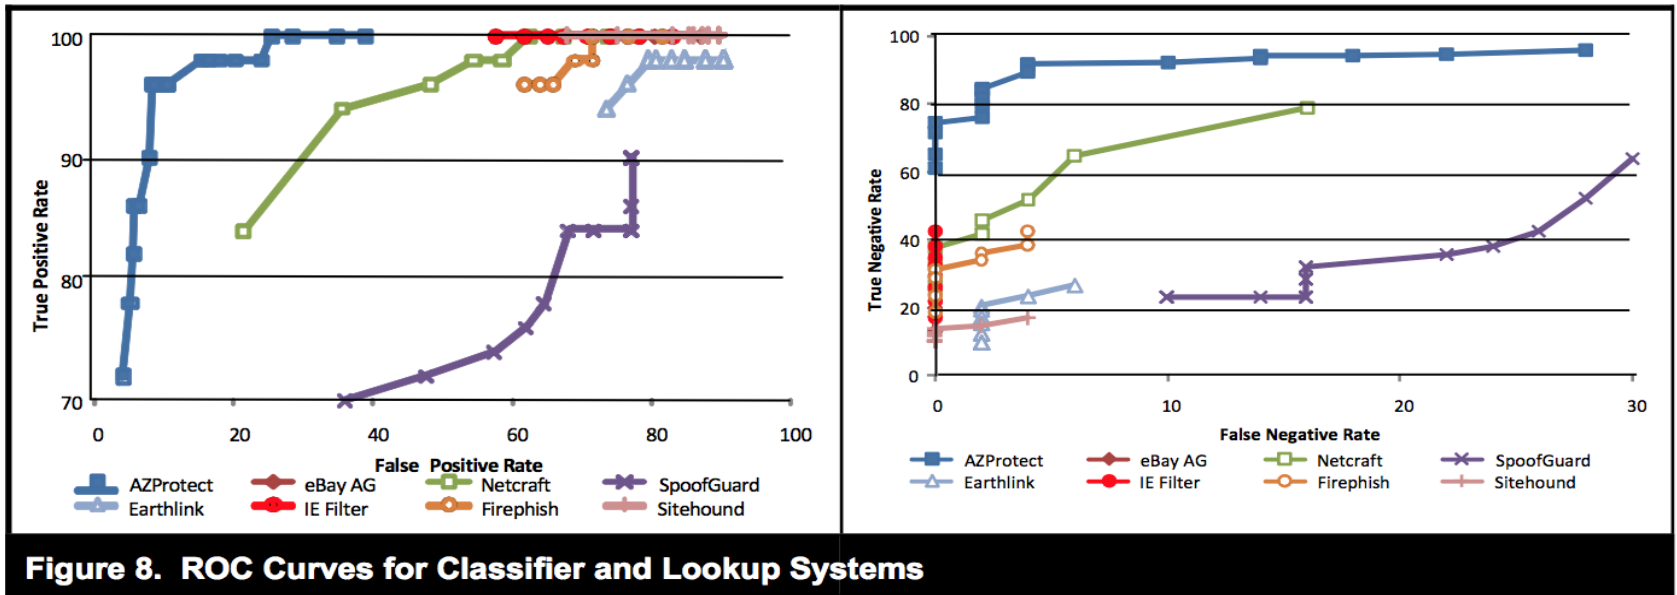 100
90
80
70
True Positive Rate
0 20 40 60 80 100
False Positive Rate
AZProtect eBay AG Netcraft SpoofGuard
Earthlink IE Filter Firephish Sitehound
100
80
60
40
20
0
True Negative Rate
0 10 20 30
False Negative Rate
AZProtect eBay AG Netcraft SpoofGuard
Earthlink IE Filter Firephish Sitehound
Figure 8. ROC Curves for Classifier and Lookup Systems